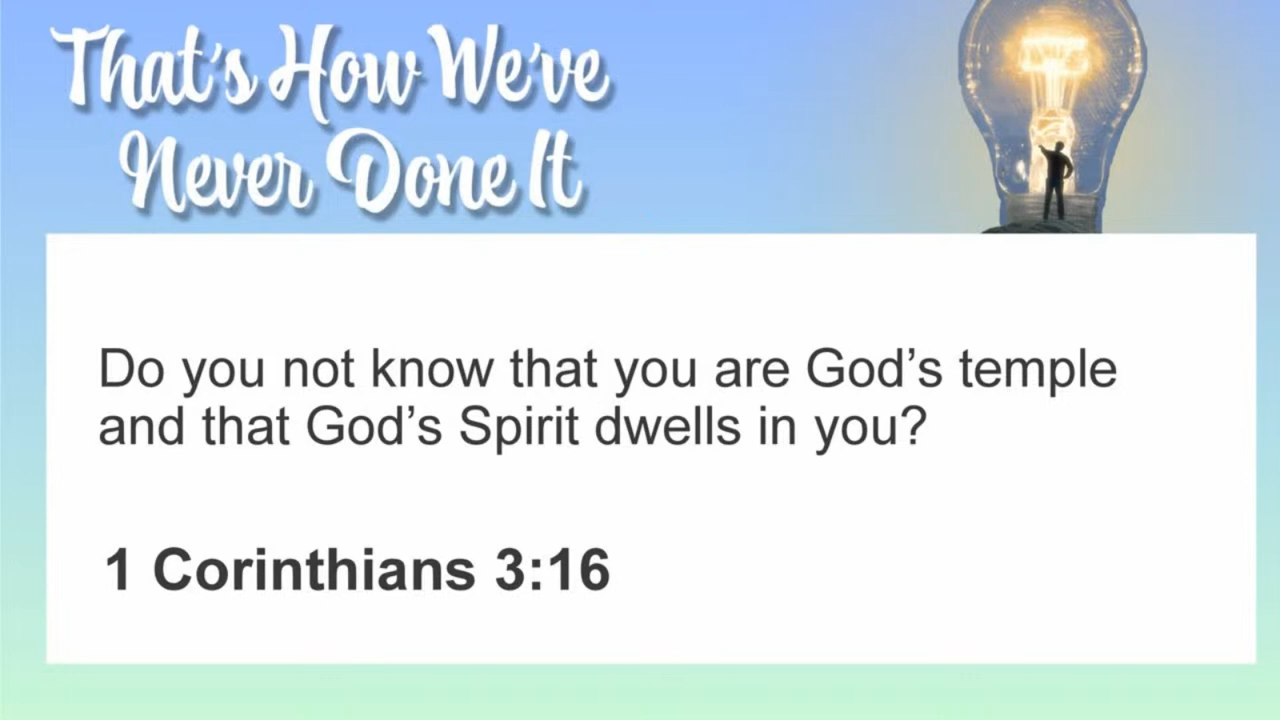 That's How We've
Never Done It
Do you not know that you are God’s temple
and that God’s Spirit dwells in you?
1 Corinthians 3:16